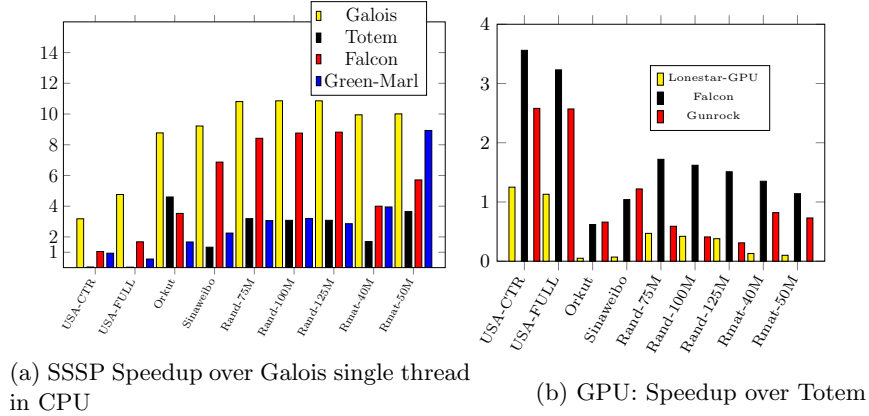 Galois
Totem
Falcon
Green-Marl
14
12
10
8
6
4
2
1
USA-CTR
USA-FULL
Orkut
Sinaweibo
Rand-75M
Rand-100M
Rand-125M
Rmat-40M
Rmat-50M
(a) SSSP Speedup over Galois single thread
in CPU
Lonestar-GPU
Falcon
Gunrock
4
3
2
1
0
USA-CTR
USA-FULL
Orkut
Sinaweibo
Rand-75M
Rand-100M
Rand-125M
Rmat-40M
Rmat-50M
(b) GPU: Speedup over Totem